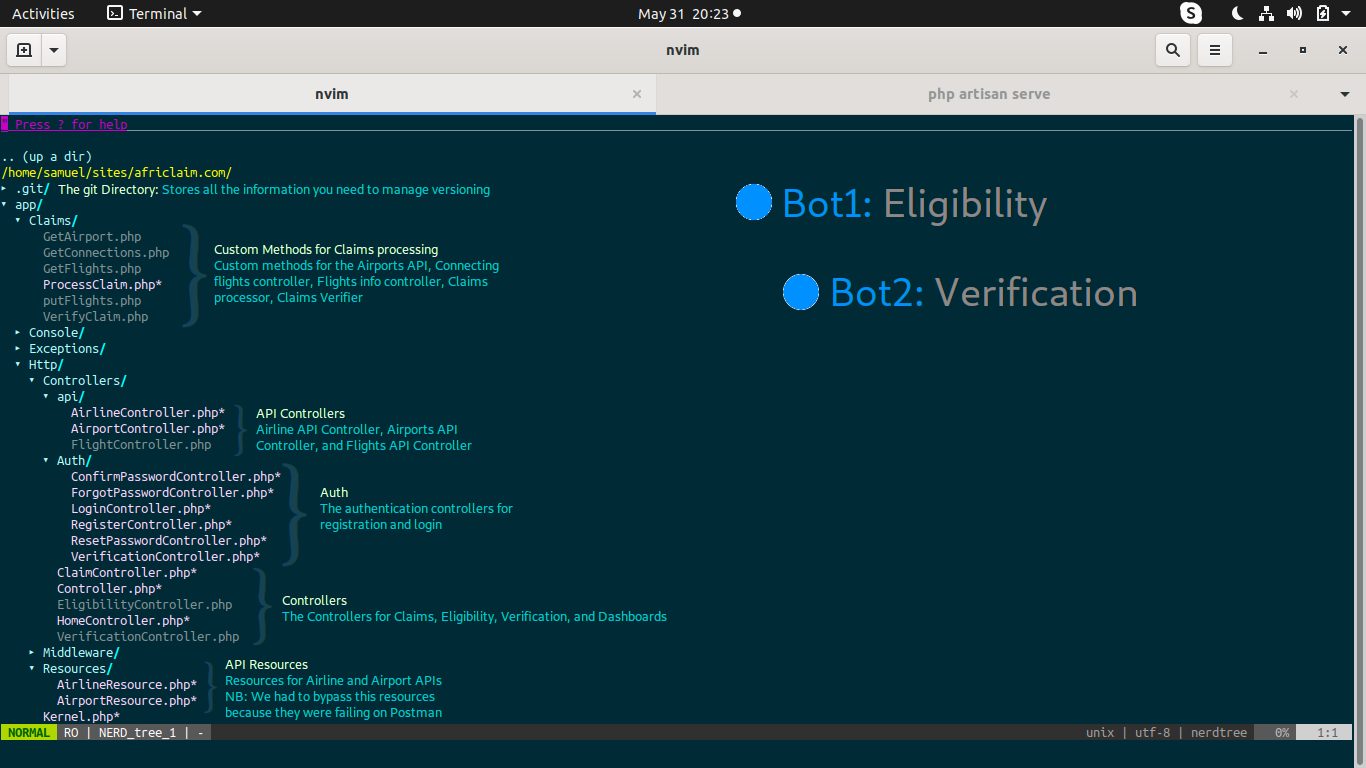 Activities Terminal May 31 20:23
nvim
nvim × php artisan serve ×
" Press ? for help
.. (up a dir)
/home/samuel/sites/africlaim.com/
▸ .git/ The git Directory: Stores all the information you need to manage versioning
▾ app/
▾ Claims/
GetAirport.php
GetConnections.php
GetFlights.php
ProcessClaim.php*
putFlights.php
VerifyClaim.php
Custom Methods for Claims processing
Custom methods for the Airports API, Connecting
flights controller, Flights info controller, Claims
processor, Claims Verifier
Bot1: Eligibility
Bot2: Verification
▸ Console/
▸ Exceptions/
▾ Http/
▾ Controllers/
▾ api/
AirlineController.php*
AirportController.php*
FlightController.php
API Controllers
Airline API Controller, Airports API
Controller, and Flights API Controller
▾ Auth/
ConfirmPasswordController.php*
ForgotPasswordController.php*
LoginController.php*
RegisterController.php*
ResetPasswordController.php*
VerificationController.php*
Auth
The authentication controllers for
registration and login
ClaimController.php*
Controller.php*
EligibilityController.php
HomeController.php*
VerificationController.php
Controllers
The Controllers for Claims, Eligibility, Verification, and Dashboards
▸ Middleware/
▾ Resources/
AirlineResource.php*
AirportResource.php*
API Resources
Resources for Airline and Airport APIs
NB: We had to bypass this resources
because they were failing on Postman
Kernel.php*
NORMAL RO | NERD_tree_1 | - unix | utf-8 | nerdtree 0% 1:1